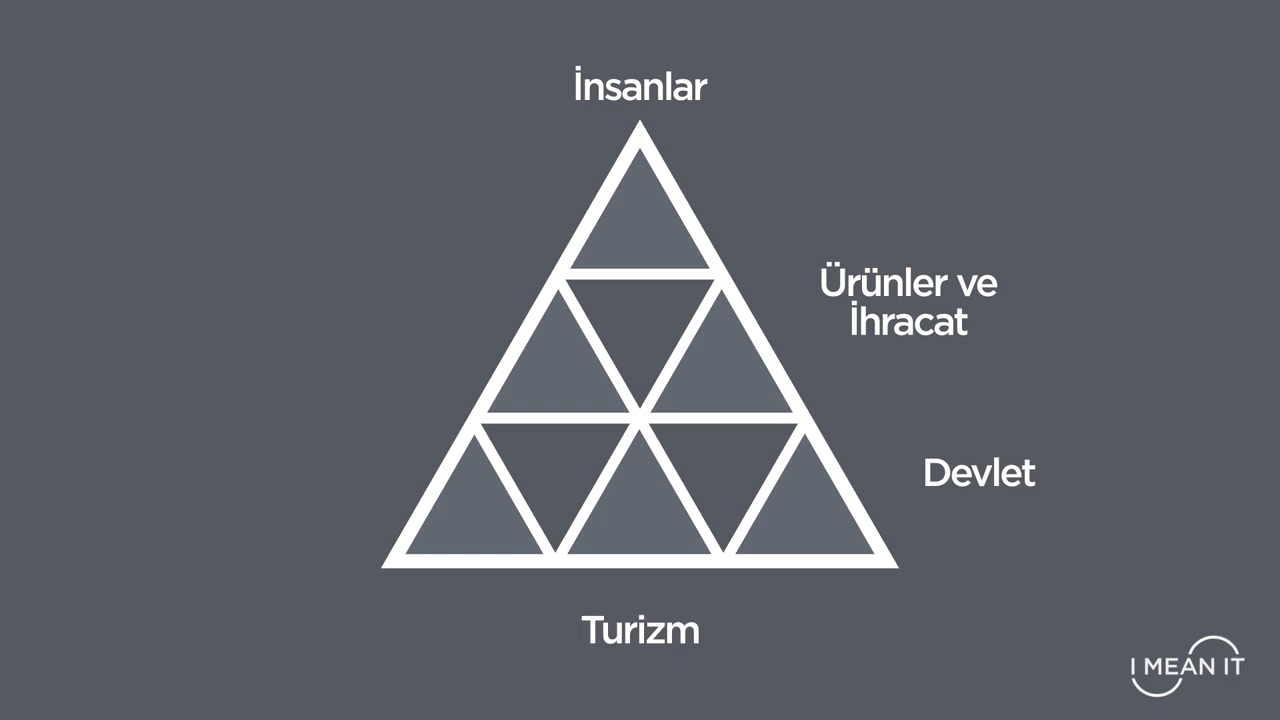 İnsanlar
Ürünler ve
İhracat
Devlet
Turizm
I MEAN IT